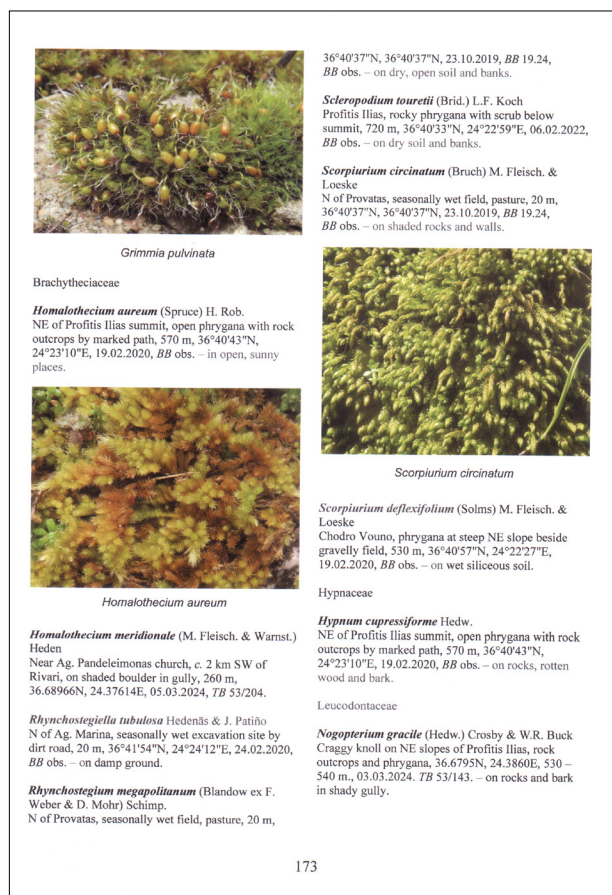 Grimmia pulvinata
Brachytheciaceae
Homalothecium aureum (Spruce) H. Rob.
NE of Profitis Ilias summit, open phrygana with rock
outcrops by marked path, 570 m, 36°40'43"N,
24°23'10"E, 19.02.2020, BB obs. – in open, sunny
places.
Homalothecium aureum
Homalothecium meridionale (M. Fleisch. & Warnst.)
Heden
Near Ag. Pandeleimonas church, c. 2 km SW of
Rivari, on shaded boulder in gully, 260 m,
36.68966N, 24.37614E, 05.03.2024, TB 53/204.
Rhynchostegiella tubulosa Hedenäs & J. Patiño
N of Ag. Marina, seasonally wet excavation site by
dirt road, 20 m, 36°41'54"N, 24°24'12"E, 24.02.2020,
BB obs. – on damp ground.
Rhynchostegium megapolitanum (Blandow ex F.
Weber & D. Mohr) Schimp.
N of Provatas, seasonally wet field, pasture, 20 m,
36°40'37"N, 36°40'37"N, 23.10.2019, BB 19.24,
BB obs. – on dry, open soil and banks.
Scleropodium touretii (Brid.) L.F. Koch
Profitis Ilias, rocky phrygana with scrub below
summit, 720 m, 36°40'33"N, 24°22'59"E, 06.02.2022,
BB obs. – on dry soil and banks.
Scorpiurium circinatum (Bruch) M. Fleisch. &
Loeske
N of Provatas, seasonally wet field, pasture, 20 m,
36°40'37"N, 36°40'37"N, 23.10.2019, BB 19.24,
BB obs. – on shaded rocks and walls.
Scorpiurium circinatum
Scorpiurium deflexifolium (Solms) M. Fleisch. &
Loeske
Chodro Vouno, phrygana at steep NE slope beside
gravelly field, 530 m, 36°40'57"N, 24°22'27"E,
19.02.2020, BB obs. – on wet siliceous soil.
Hypnaceae
Hypnum cupressiforme Hedw.
NE of Profitis Ilias summit, open phrygana with rock
outcrops by marked path, 570 m, 36°40'43"N,
24°23'10"E, 19.02.2020, BB obs. – on rocks, rotten
wood and bark.
Leucodontaceae
Nogopterium gracile (Hedw.) Crosby & W.R. Buck
Craggy knoll on NE slopes of Profitis Ilias, rock
outcrops and phrygana, 36.6795N, 24.3860E, 530 –
540 m., 03.03.2024. TB 53/143. – on rocks and bark
in shady gully.
173